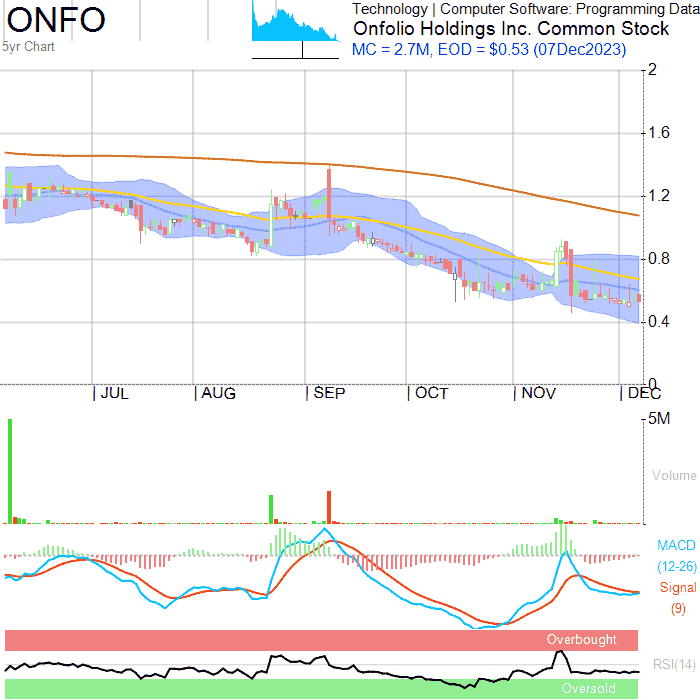 ONFO
5yr Chart
Technology | Computer Software: Programming Data
Onfolio Holdings Inc. Common Stock
MC = 2.7M, EOD = $0.53 (07Dec2023)
2
1.6
1.2
0.8
0.4
0
JUL AUG SEP OCT NOV DEC
5M
Volume
MACD
(12-26)
Signal
(9)
Overbought
RSI(14)
Oversold